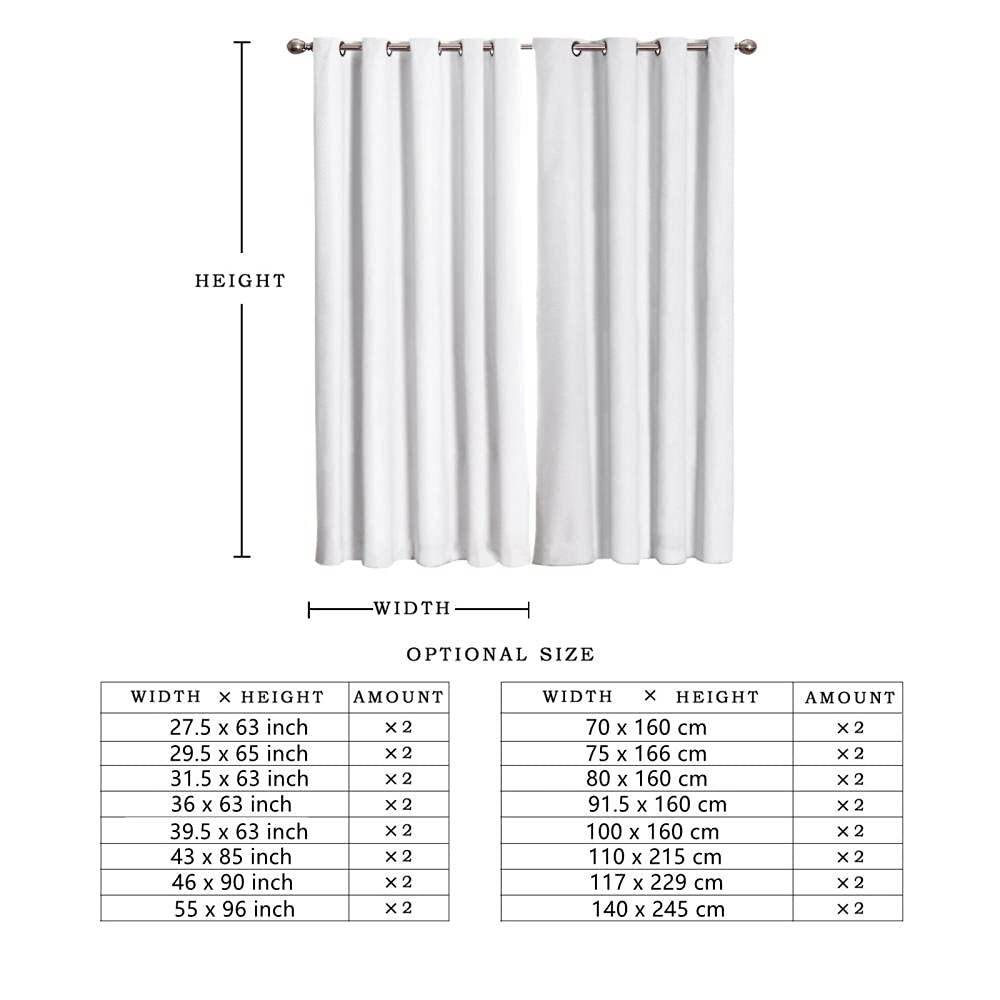 HEIGHT
WIDTH
OPTIONAL SIZE
WIDTH × HEIGHT AMOUNT
27.5 x 63 inch ×2
29.5 x 65 inch ×2
31.5 x 63 inch ×2
36 x 63 inch ×2
39.5 x 63 inch ×2
43 x 85 inch ×2
46 x 90 inch ×2
55 x 96 inch ×2
WIDTH × HEIGHT AMOUNT
70 x 160 cm ×2
75 x 166 cm ×2
80 x 160 cm ×2
91.5 x 160 cm ×2
100 x 160 cm ×2
110 x 215 cm ×2
117 x 229 cm ×2
140 x 245 cm ×2